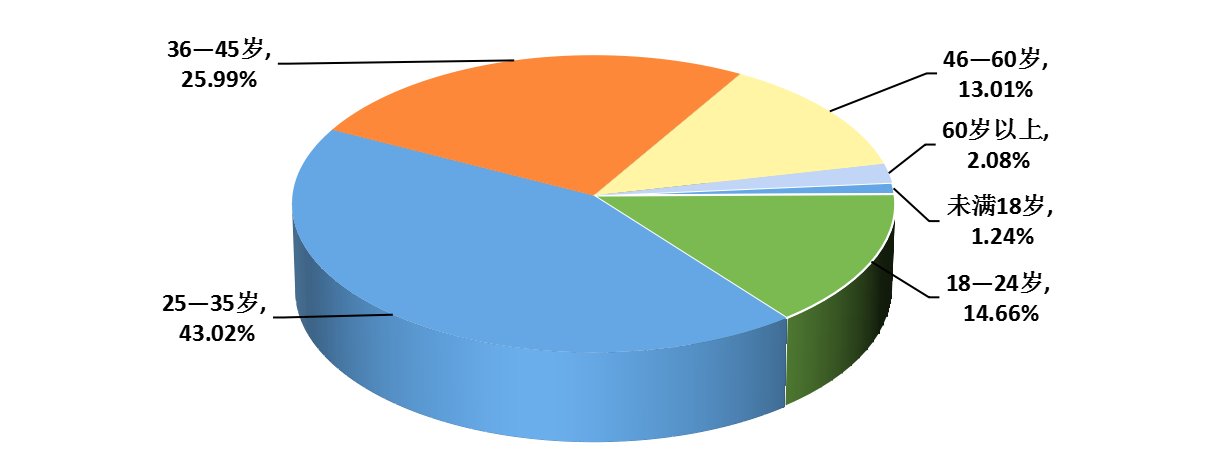 36—45岁,
25.99%
46—60岁,
13.01%
60岁以上,
2.08%
未满18岁,
1.24%
18—24岁,
14.66%
25—35岁,
43.02%